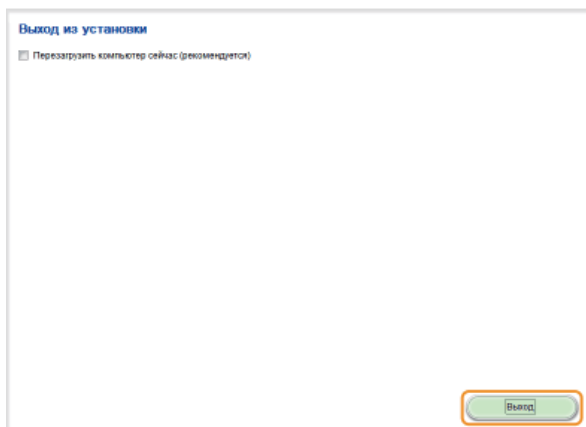 Выход из установки
Перезагрузить компьютер сейчас (рекомендуется)
Выход